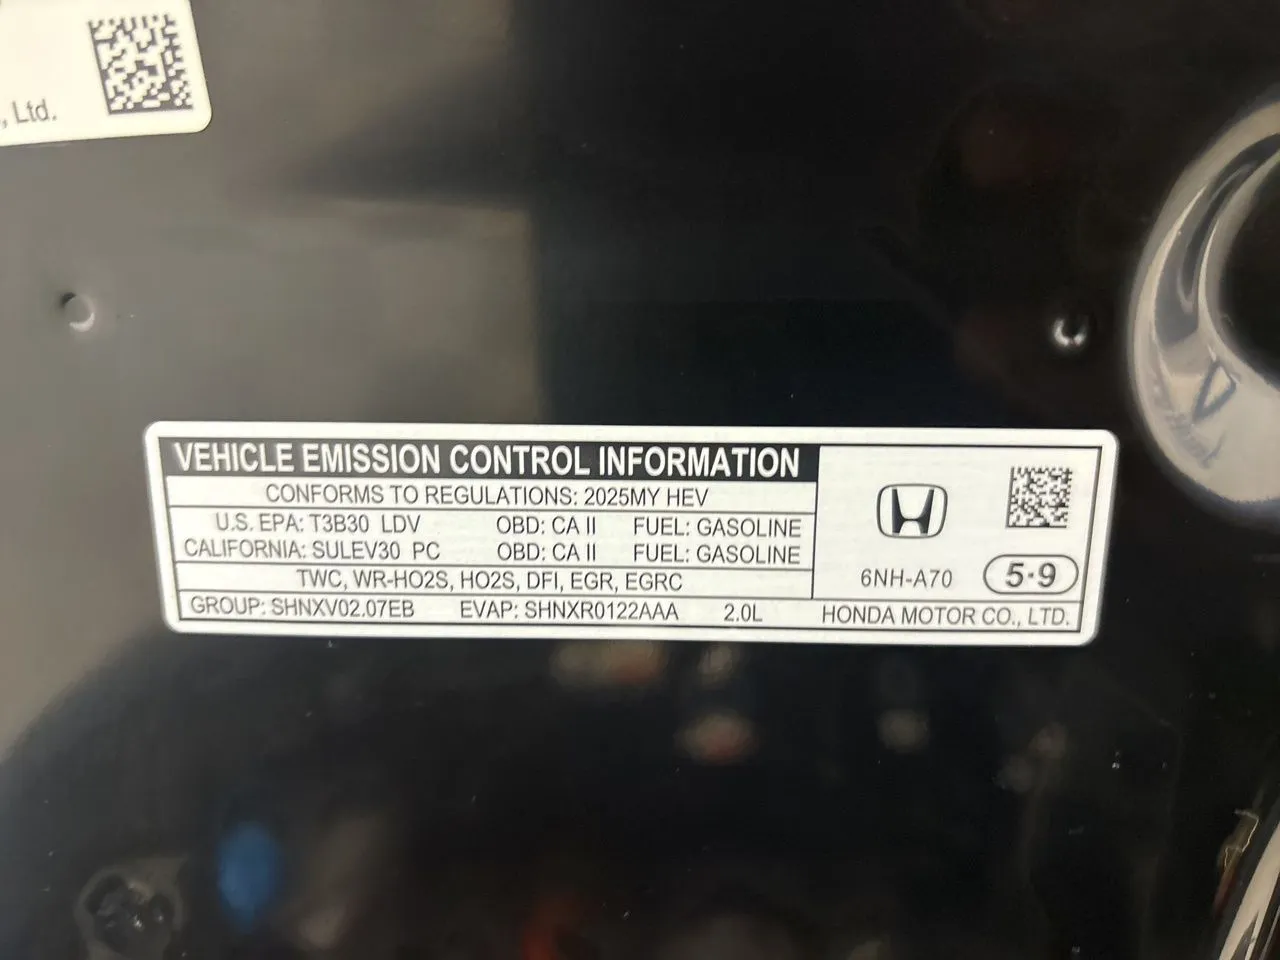 , Ltd.
VEHICLE EMISSION CONTROL INFORMATION
CONFORMS TO REGULATIONS: 2025MY HEV
U.S. EPA: T3B30 LDV OBD: CA II FUEL: GASOLINE
CALIFORNIA: SULEV30 PC OBD: CA II FUEL: GASOLINE
TWC, WR-HO2S, HO2S, DFI, EGR, EGRC
GROUP: SHNXV02.07EB EVAP: SHNXR0122AAA 2.0L
6NH-A70 5·9
HONDA MOTOR CO., LTD.